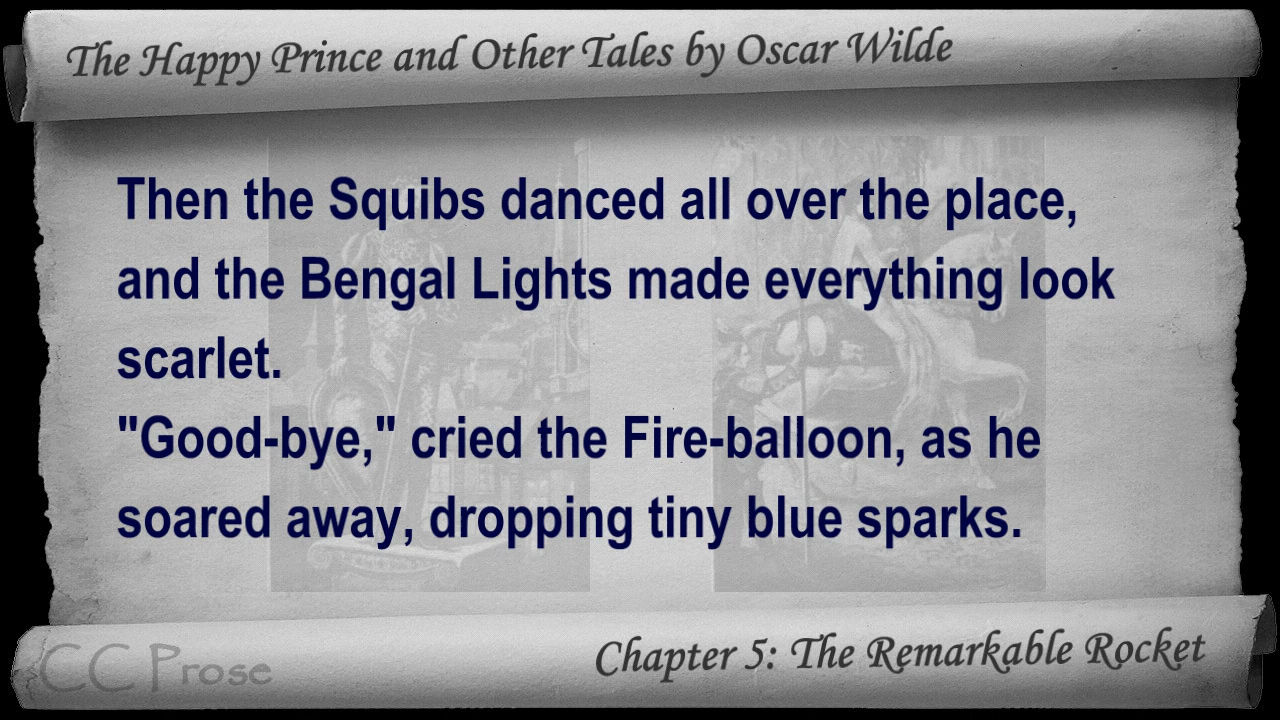 The Happy Prince and Other Tales by Oscar Wilde
Then the Squibs danced all over the place,
and the Bengal Lights made everything look
scarlet.
"Good-bye," cried the Fire-balloon, as he
soared away, dropping tiny blue sparks.
CC Prose
Chapter 5: The Remarkable Rocket